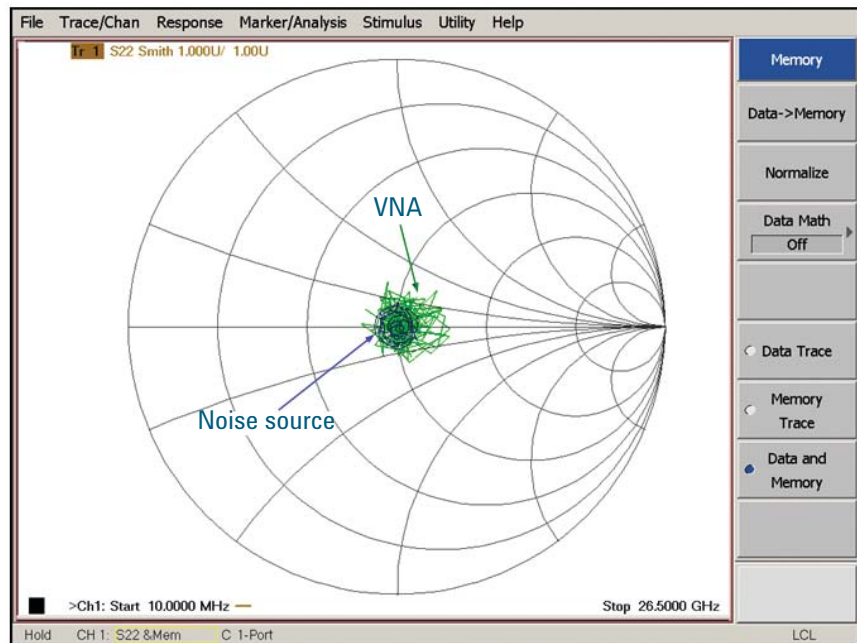 File Trace/Chan Response Marker/Analysis Stimulus Utility Help
Tr 1 S22 Smith 1.000U/ 1.00U
VNA
Noise source
>Ch1: Start 10.0000 MHz
Stop 26.5000 GHz
Memory
Data->Memory
Normalize
Data Math
Off
Data Trace
Memory
Trace
Data and
Memory
Hold CH 1: S22 &Mem C 1-Port LCL